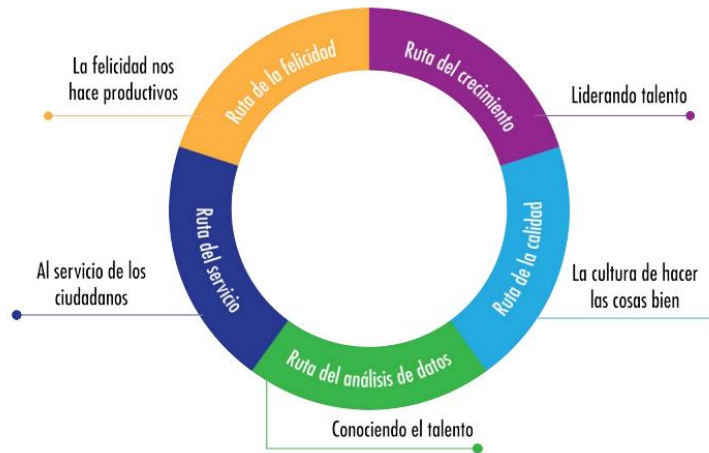 Ruta de la felicidad
La felicidad nos
hace productivos
Ruta del crecimiento
Liderando talento
Ruta del servicio
Al servicio de los
ciudadanos
Ruta de la calidad
La cultura de hacer
las cosas bien
Ruta del análisis de datos
Conociendo el talento